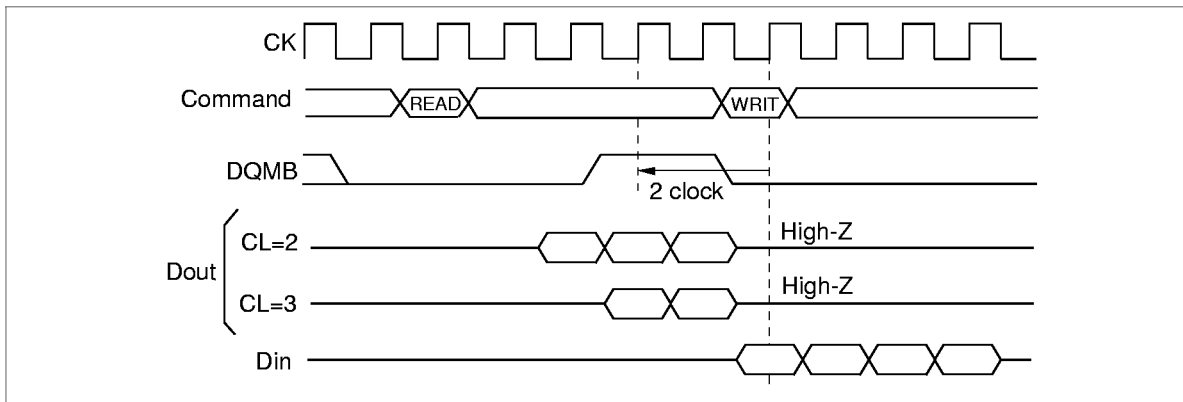 CK
Command
READ
WRIT
DQMB
2 clock
CL=2
High-Z
Dout
CL=3
High-Z
Din